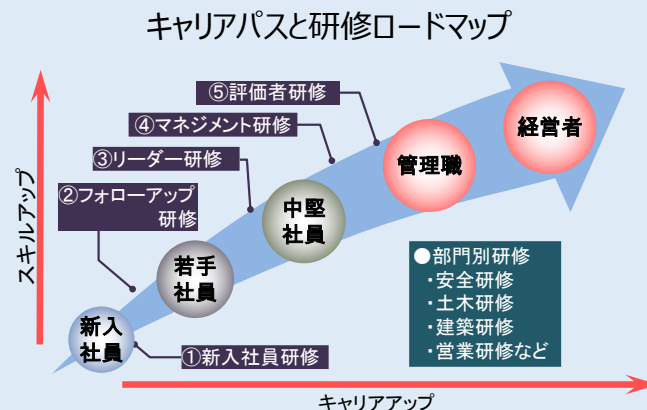 キャリアパスと研修ロードマップ
⑤評価者研修
④マネジメント研修
③リーダー研修
②フォローアップ
研修
①新入社員研修
経営者
管理職
中堅
社員
若手
社員
新入
社員
●部門別研修
・安全研修
・土木研修
・建築研修
・営業研修など
スキルアップ
キャリアアップ